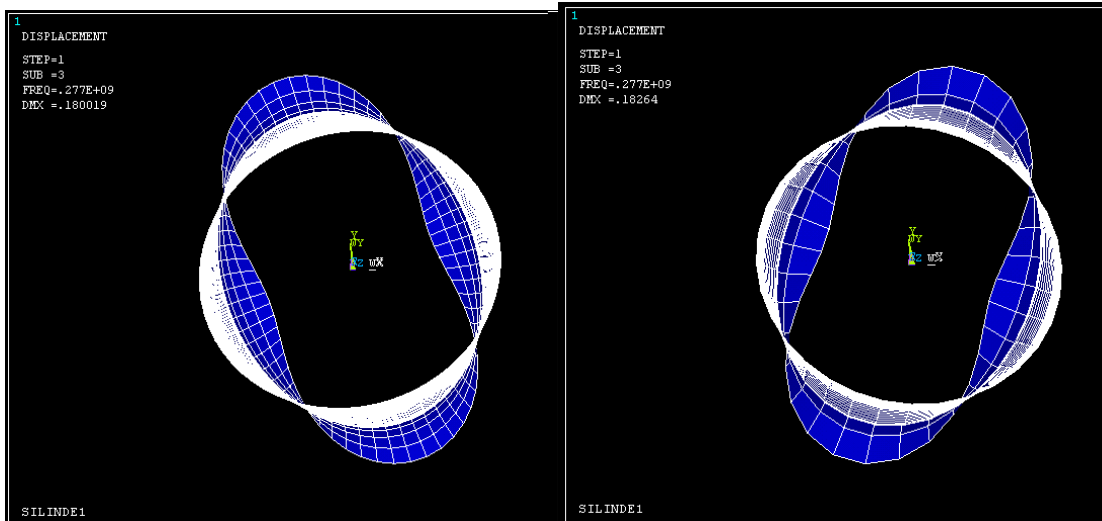 1
DISPLACEMENT
STEP=1
SUB =3
FREQ=.277E+09
DMX =.180019
Y
SILINDE1
1
DISPLACEMENT
STEP=1
SUB =3
FREQ=.277E+09
DMX =.18264
Y
SILINDE1